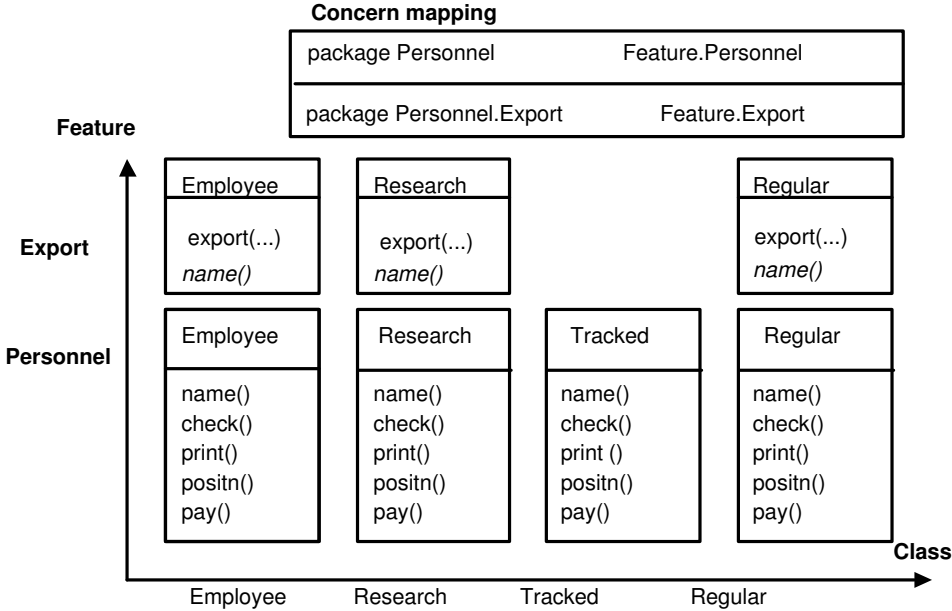 Concern mapping
package Personnel Feature.Personnel
package Personnel.Export Feature.Export
Feature
Export
Employee
export(...)
name()
Research
export(...)
name()
Regular
export(...)
name()
Personnel
Employee
name()
check()
print()
positn()
pay()
Research
name()
check()
print()
positn()
pay()
Tracked
name()
check()
print ()
positn()
pay()
Regular
name()
check()
print()
positn()
pay()
Class
Employee Research Tracked Regular